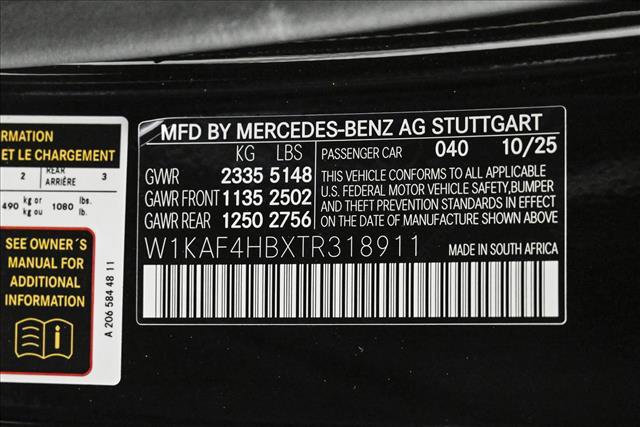 RMATION
ET LE CHARGEMENT
2 REAR ARRIÈRE 3
490 kg or kg ou 1080 lbs. lb.
SEE OWNER´S
MANUAL FOR
ADDITIONAL
INFORMATION
i
A 206 584 48 11
MFD BY MERCEDES-BENZ AG STUTTGART
KG LBS
GVWR 2335 5148
GAWR FRONT 1135 2502
GAWR REAR 1250 2756
PASSENGER CAR 040 10/25
THIS VEHICLE CONFORMS TO ALL APPLICABLE
U.S. FEDERAL MOTOR VEHICLE SAFETY, BUMPER
AND THEFT PREVENTION STANDARDS IN EFFECT
ON THE DATE OF MANUFACTURE SHOWN ABOVE
W1KAF4HBXTR318911
MADE IN SOUTH AFRICA